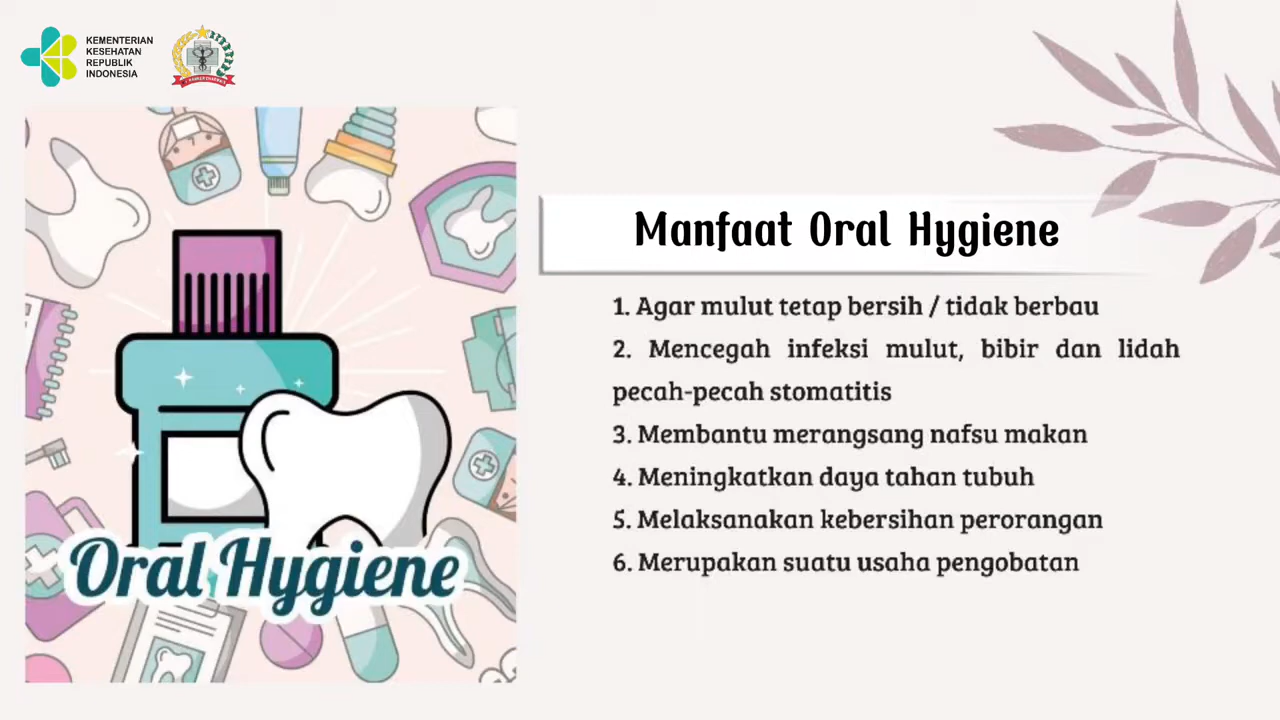 KEMENTERIAN
KESEHATAN
REPUBLIK
INDONESIA
Oral Hygiene
Manfaat Oral Hygiene
1. Agar mulut tetap bersih / tidak berbau
2. Mencegah infeksi mulut, bibir dan lidah
pecah-pecah stomatitis
3. Membantu merangsang nafsu makan
4. Meningkatkan daya tahan tubuh
5. Melaksanakan kebersihan perorangan
6. Merupakan suatu usaha pengobatan